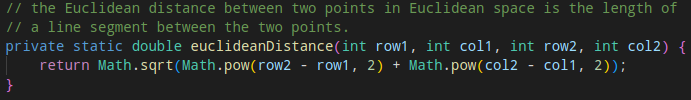 // the Euclidean distance between two points in Euclidean space is the length of
// a line segment between the two points.
private static double euclideanDistance(int row1, int col1, int row2, int col2) {
    return Math.sqrt(Math.pow(row2 - row1, 2) + Math.pow(col2 - col1, 2));
}